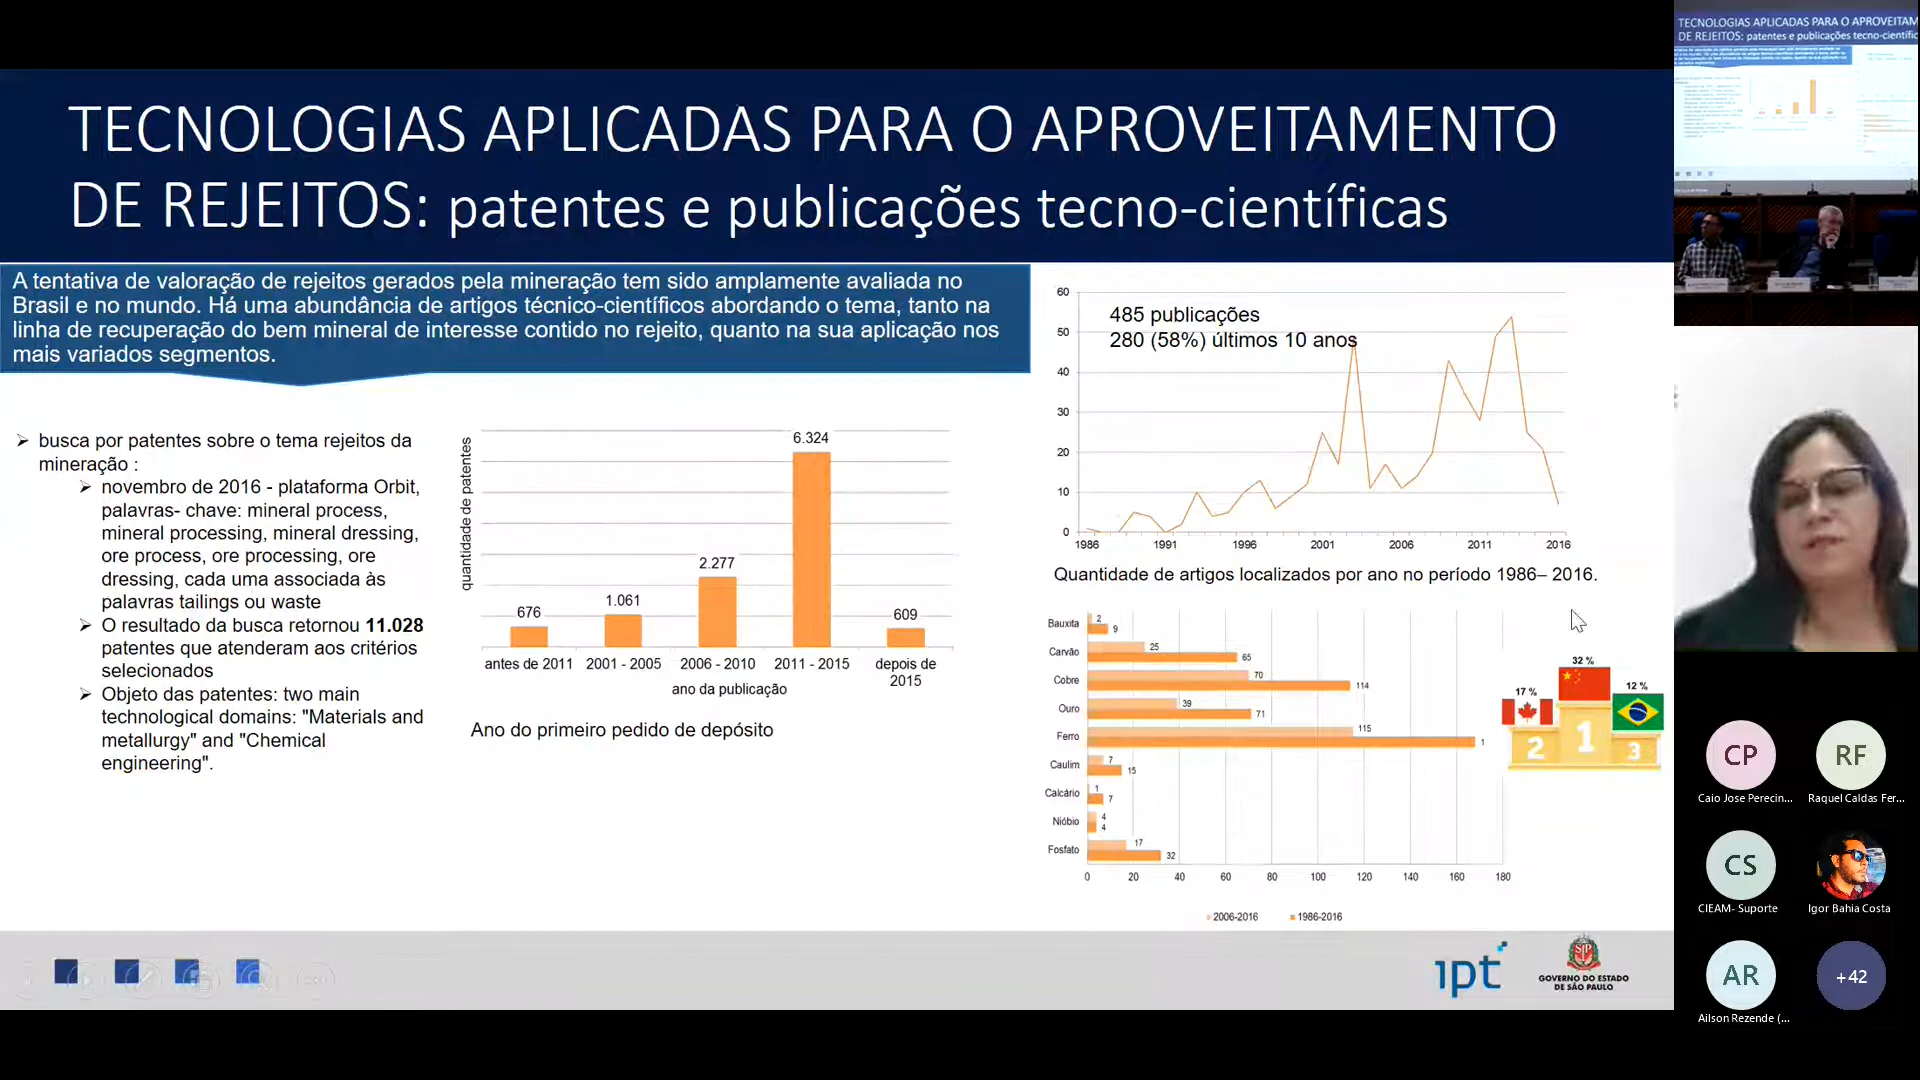 TECNOLOGIAS APLICADAS PARA O APROVEITAMENTO
DE REJEITOS: patentes e publicações tecno-científicas
A tentativa de valoração de rejeitos gerados pela mineração tem sido amplamente avaliada no
Brasil e no mundo. Há uma abundância de artigos técnico-científicos abordando o tema, tanto na
linha de recuperação do bem mineral de interesse contido no rejeito, quanto na sua aplicação nos
mais variados segmentos.
busca por patentes sobre o tema rejeitos da
mineração :
novembro de 2016 - plataforma Orbit,
palavras- chave: mineral process,
mineral processing, mineral dressing,
ore process, ore processing, ore
dressing, cada uma associada às
palavras tailings ou waste
O resultado da busca retornou 11.028
patentes que atenderam aos critérios
selecionados
Objeto das patentes: two main
technological domains: "Materials and
metallurgy" and "Chemical
engineering".
quantidade de patentes
676
1.061
2.277
6.324
609
antes de 2011
2001 - 2005
2006 - 2010
2011 - 2015
depois de
2015
ano da publicação
Ano do primeiro pedido de depósito
485 publicações
280 (58%) últimos 10 anos
60
50
40
30
20
10
0
1986
1991
1996
2001
2006
2011
2016
Quantidade de artigos localizados por ano no período 1986– 2016.
Bauxita
2
9
Carvão
25
65
Cobre
70
114
Ouro
39
71
Ferro
115
1
Caulim
7
15
Calcário
1
7
Nióbio
4
4
Fosfato
17
32
0 20 40 60 80 100 120 140 160 180
2006-2016
1986-2016
32 %
17 %
12 %
2
1
3
ipt
GOVERNO DO ESTADO
DE SÃO PAULO
TECNOLOGIAS APLICADAS PARA O APROVEITAM
DE REJEITOS: patentes e publicações tecno-científic
CP
Caio Jose Perecin...
RF
Raquel Caldas Fer...
CS
CIEAM- Suporte
Igor Bahia Costa
AR
Ailson Rezende (...
+42